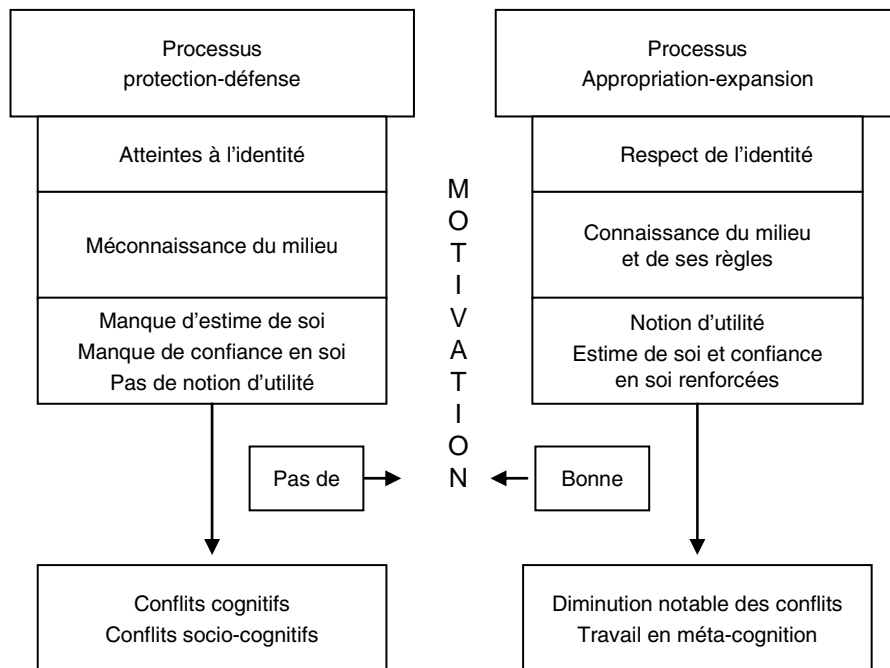 Processus
protection-défense
Atteintes à l'identité
Méconnaissance du milieu
Manque d'estime de soi
Manque de confiance en soi
Pas de notion d'utilité
Pas de
Conflits cognitifs
Conflits socio-cognitifs
MOTIVATION
Processus
Appropriation-expansion
Respect de l'identité
Connaissance du milieu
et de ses règles
Notion d'utilité
Estime de soi et confiance
en soi renforcées
Bonne
Diminution notable des conflits
Travail en méta-cognition